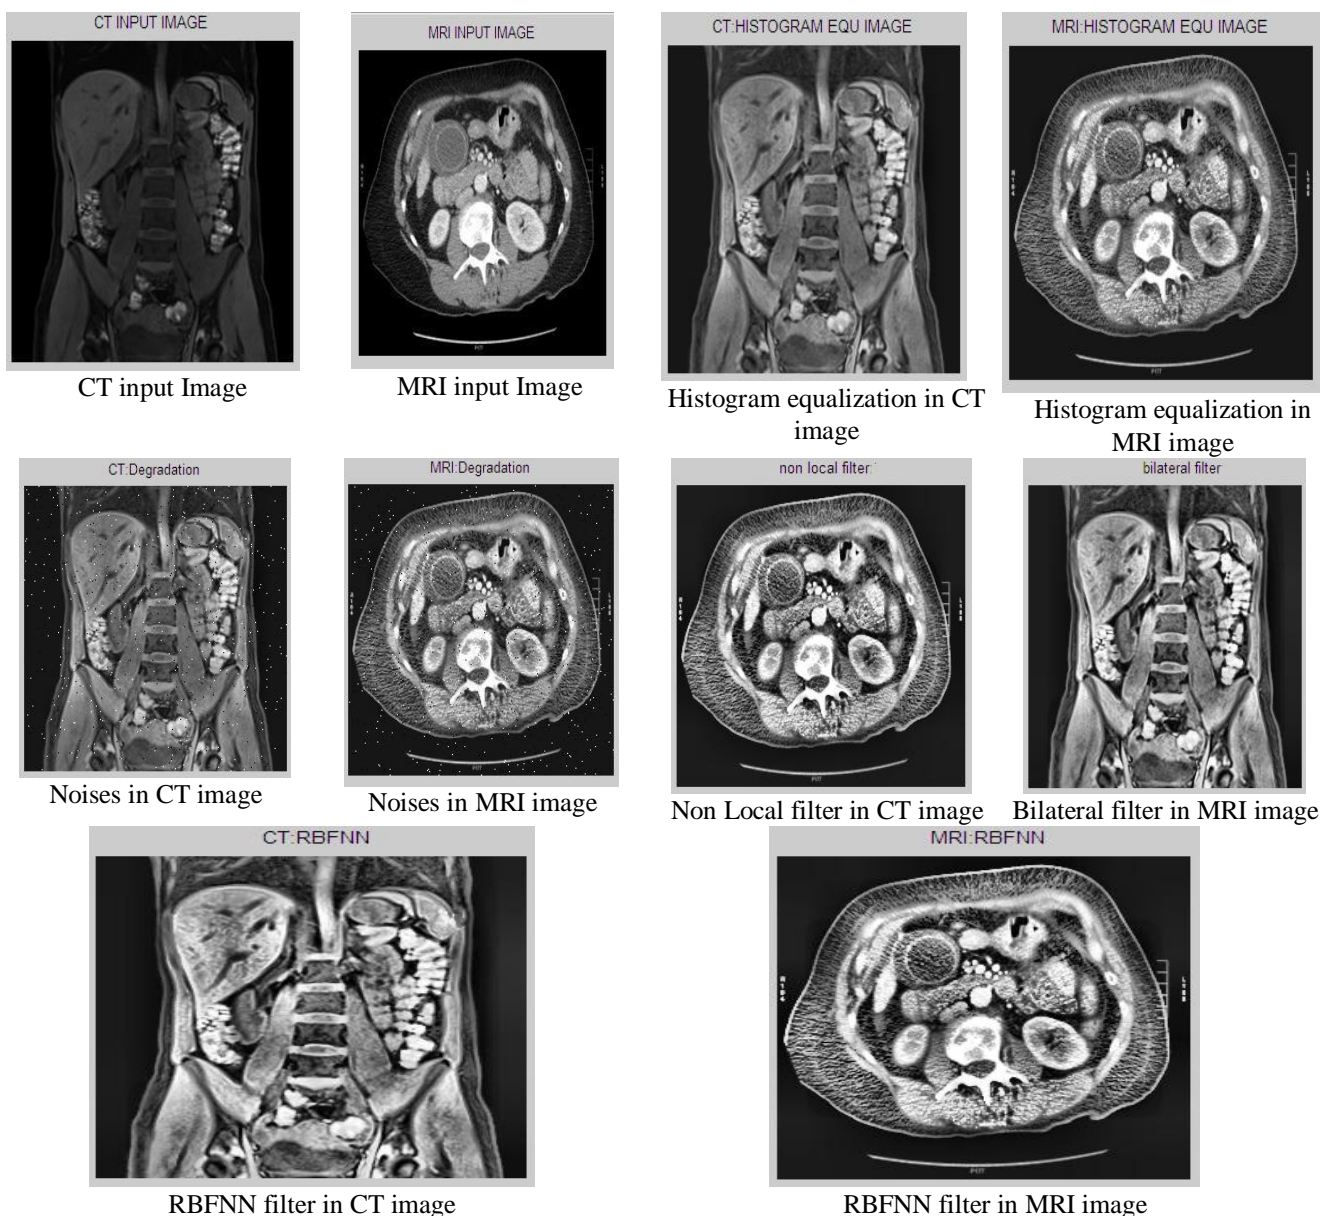 CT INPUT IMAGE
MRI INPUT IMAGE
CT:HISTOGRAM EQU IMAGE
MRI:HISTOGRAM EQU IMAGE
CT input Image
MRI input Image
Histogram equalization in CT
image
Histogram equalization in
MRI image
CT:Degradation
MRI:Degradation
non local filter:
bilateral filter
Noises in CT image
Noises in MRI image
Non Local filter in CT image
Bilateral filter in MRI image
CT:RBFNN
MRI:RBFNN
RBFNN filter in CT image
RBFNN filter in MRI image